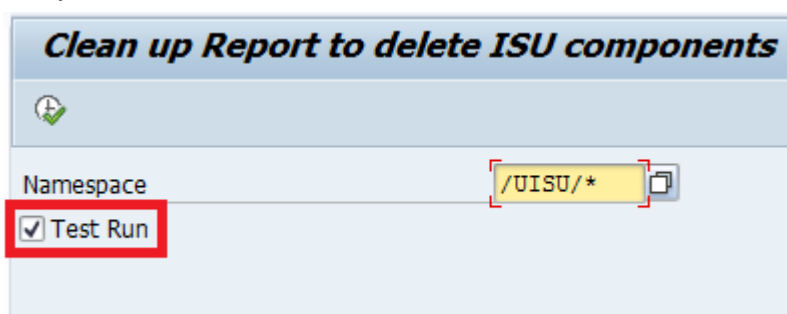 Clean up Report to delete ISU components
Namespace /UISU/*
Test Run